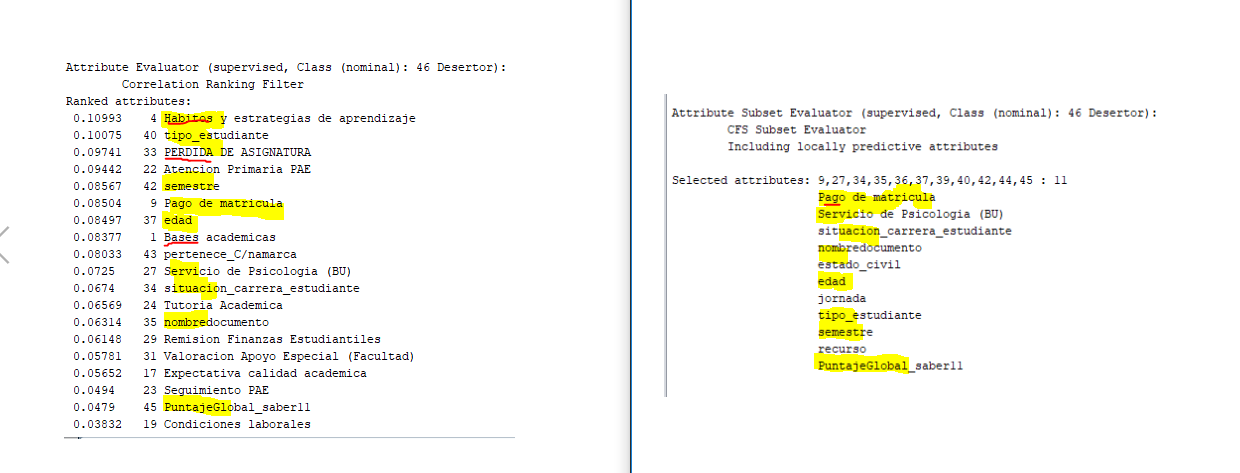 Attribute Evaluator (supervised, Class (nominal): 46 Desertor):
Correlation Ranking Filter
Ranked attributes:
0.10993 4 Habitos y estrategias de aprendizaje
0.10075 40 tipo_estudiante
0.09741 33 PERDIDA DE ASIGNATURA
0.09442 22 Atencion Primaria PAE
0.08567 42 semestre
0.08504 9 Pago de matricula
0.08497 37 edad
0.08377 1 Bases academicas
0.08033 43 pertenece_C/namarca
0.0725 27 Servicio de Psicologia (BU)
0.0674 34 situacion_carrera_estudiante
0.06569 24 Tutoria Academica
0.06314 35 nombredocumento
0.06148 29 Remision Finanzas Estudiantiles
0.05781 31 Valoracion Apoyo Especial (Facultad)
0.05652 17 Expectativa calidad academica
0.0494 23 Seguimiento PAE
0.0479 45 PuntajeGlobal_saber11
0.03832 19 Condiciones laborales
Attribute Subset Evaluator (supervised, Class (nominal): 46 Desertor):
CFS Subset Evaluator
Including locally predictive attributes
Selected attributes: 9,27,34,35,36,37,39,40,42,44,45 : 11
Pago de matricula
Servicio de Psicologia (BU)
situacion_carrera_estudiante
nombredocumento
estado_civil
edad
jornada
tipo_estudiante
semestre
recurso
PuntajeGlobal_saber11